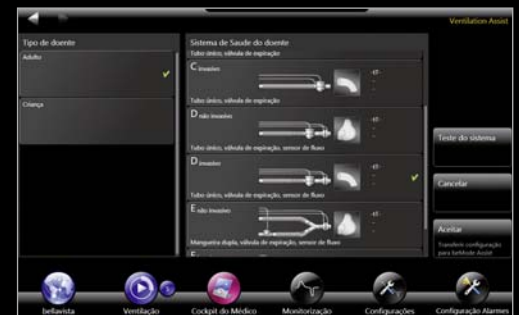 Ventilation Assist
Tipo de doente
Adulto
Criança
Sistema de Saude do doente
Tubo único, válvula de expiração
C invasivo
Tubo único, válvula de expiração
D não invasivo
Tubo único, válvula de expiração, sensor de fluxo
D invasivo
Tubo único, válvula de expiração, sensor de fluxo
E não invasivo
Mangueira dupla, válvula de expiração, sensor de fluxo
Teste do sistema
Cancelar
Aceitar
Transferir configuração
para beMode Assist
bellavista
Ventilação
Cockpit do Médico
Monitorização
Configurações
Configuração Alarmes